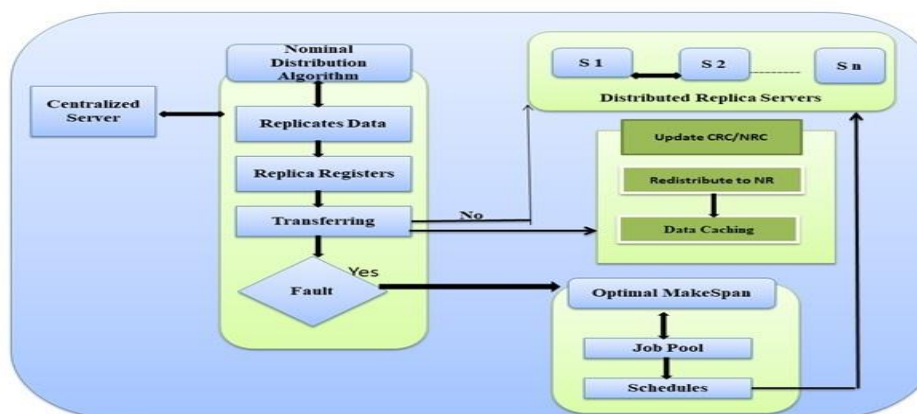 Nominal
Distribution
Algorithm
Centralized
Server
Replicates Data
Replica Registers
Transferring
Fault
No
Yes
S 1
S 2
S n
Distributed Replica Servers
Update CRC/NRC
Redistribute to NR
Data Caching
Optimal MakeSpan
Job Pool
Schedules